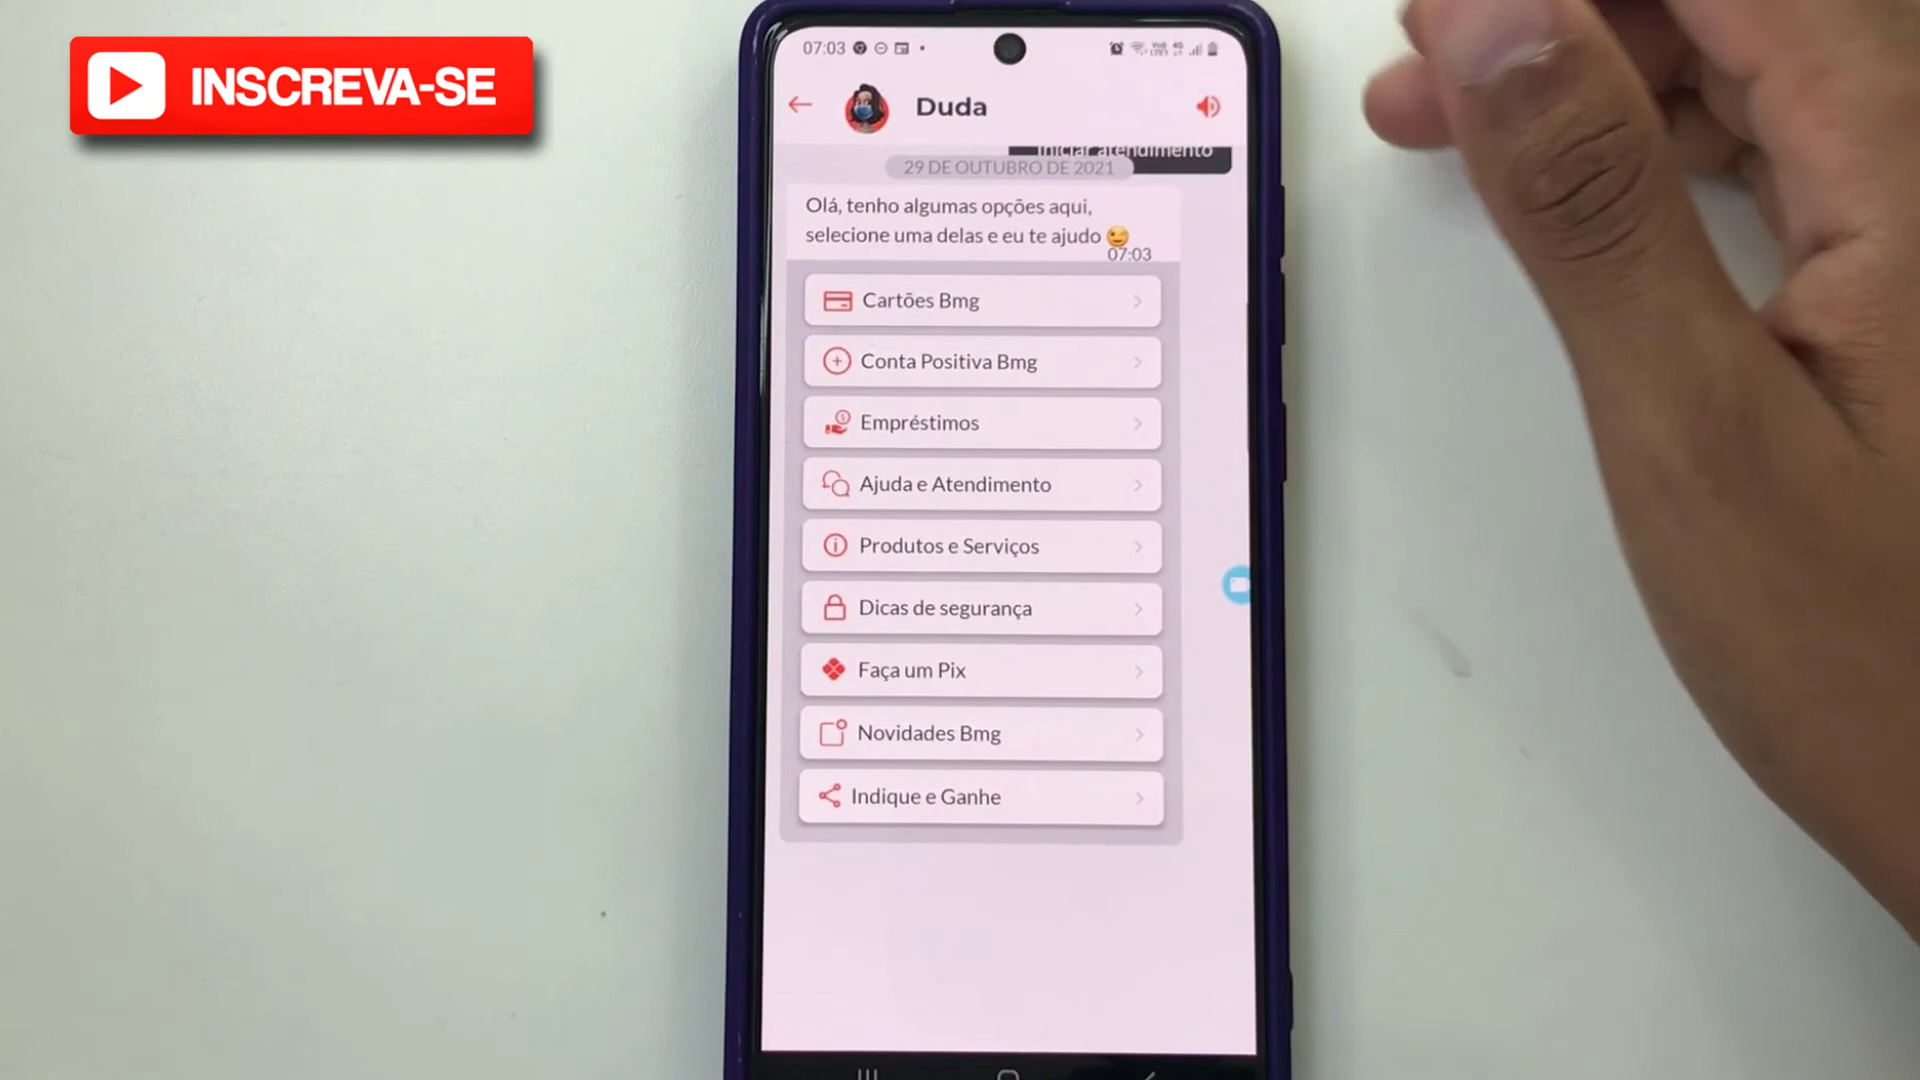 INSCREVA-SE
07:03
Duda
Iniciar atendimento
29 DE OUTUBRO DE 2021
Olá, tenho algumas opções aqui,
selecione uma delas e eu te ajudo 😉
07:03
Cartões Bmg
Conta Positiva Bmg
Empréstimos
Ajuda e Atendimento
Produtos e Serviços
Dicas de segurança
Faça um Pix
Novidades Bmg
Indique e Ganhe